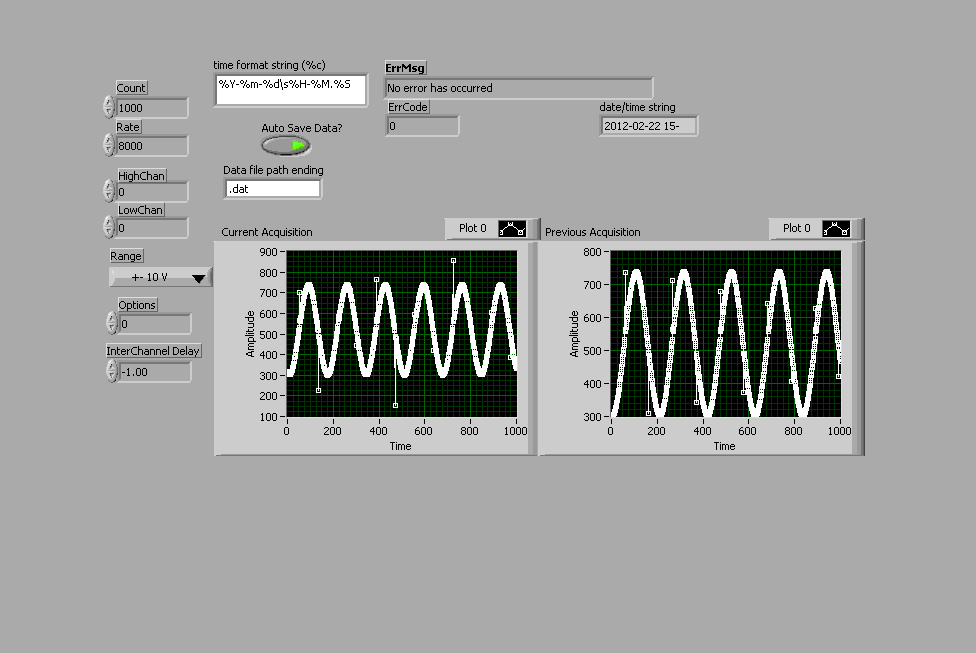 time format string (%c)
%Y-%m-%d\s%H-%M.%S
ErrMsg
No error has occurred
ErrCode
0
date/time string
2012-02-22 15-
Auto Save Data?
Data file path ending
.dat
Count
1000
Rate
8000
HighChan
0
LowChan
0
Range
+- 10 V
Options
0
InterChannel Delay
-1.00
Current Acquisition
Plot 0
900
800
700
600
500
400
300
200
100
Amplitude
0 200 400 600 800 1000
Time
Previous Acquisition
Plot 0
800
700
600
500
400
300
Amplitude
0 200 400 600 800 1000
Time